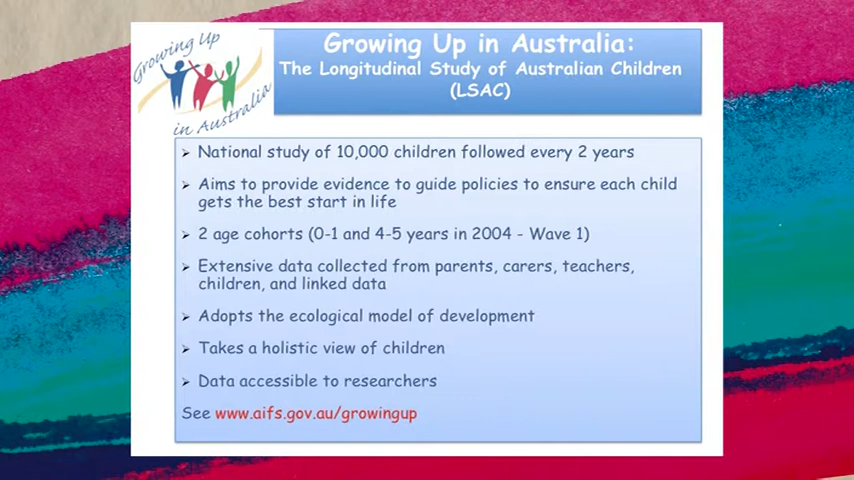 Growing Up
in Australia
Growing Up in Australia:
The Longitudinal Study of Australian Children
(LSAC)
➢ National study of 10,000 children followed every 2 years
➢ Aims to provide evidence to guide policies to ensure each child
gets the best start in life
➢ 2 age cohorts (0-1 and 4-5 years in 2004 - Wave 1)
➢ Extensive data collected from parents, carers, teachers,
children, and linked data
➢ Adopts the ecological model of development
➢ Takes a holistic view of children
➢ Data accessible to researchers
See www.aifs.gov.au/growingup